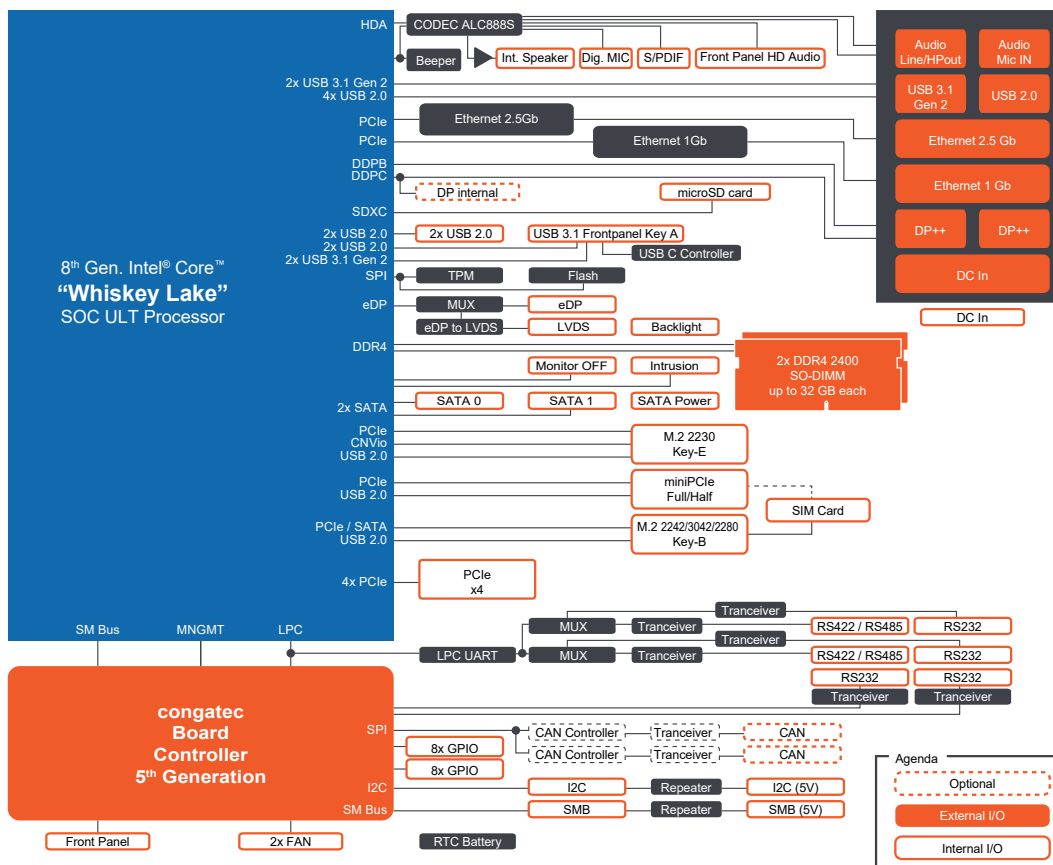 HDA
CODEC ALC888S
Beeper
Int. Speaker
Dig. MIC
S/PDIF
Front Panel HD Audio
Audio
Line/HPout
Audio
Mic IN
2x USB 3.1 Gen 2
4x USB 2.0
USB 3.1
Gen 2
USB 2.0
PCIe
Ethernet 2.5Gb
Ethernet 2.5 Gb
PCIe
Ethernet 1Gb
Ethernet 1 Gb
DDPB
DDPC
DP internal
microSD card
SDXC
DP++
DP++
2x USB 2.0
2x USB 2.0
USB 3.1 Frontpanel Key A
2x USB 2.0
2x USB 3.1 Gen 2
USB C Controller
DC In
DC In
8th Gen. Intel® Core™
“Whiskey Lake”
SOC ULT Processor
SPI
TPM
Flash
eDP
MUX
eDP
eDP to LVDS
LVDS
Backlight
DDR4
2x DDR4 2400
SO-DIMM
up to 32 GB each
Monitor OFF
Intrusion
2x SATA
SATA 0
SATA 1
SATA Power
PCIe
CNVio
USB 2.0
M.2 2230
Key-E
PCIe
USB 2.0
miniPCIe
Full/Half
SIM Card
PCIe / SATA
USB 2.0
M.2 2242/3042/2280
Key-B
4x PCIe
PCIe
x4
SM Bus
MNGMT
LPC
Tranceiver
MUX
Tranceiver
RS422 / RS485
RS232
Tranceiver
LPC UART
MUX
Tranceiver
RS422 / RS485
RS232
RS232
RS232
Tranceiver
Tranceiver
congatec
Board
Controller
5th Generation
SPI
CAN Controller
Tranceiver
CAN
8x GPIO
CAN Controller
Tranceiver
CAN
8x GPIO
I2C
I2C
Repeater
I2C (5V)
SM Bus
SMB
Repeater
SMB (5V)
Front Panel
2x FAN
RTC Battery
Agenda
Optional
External I/O
Internal I/O